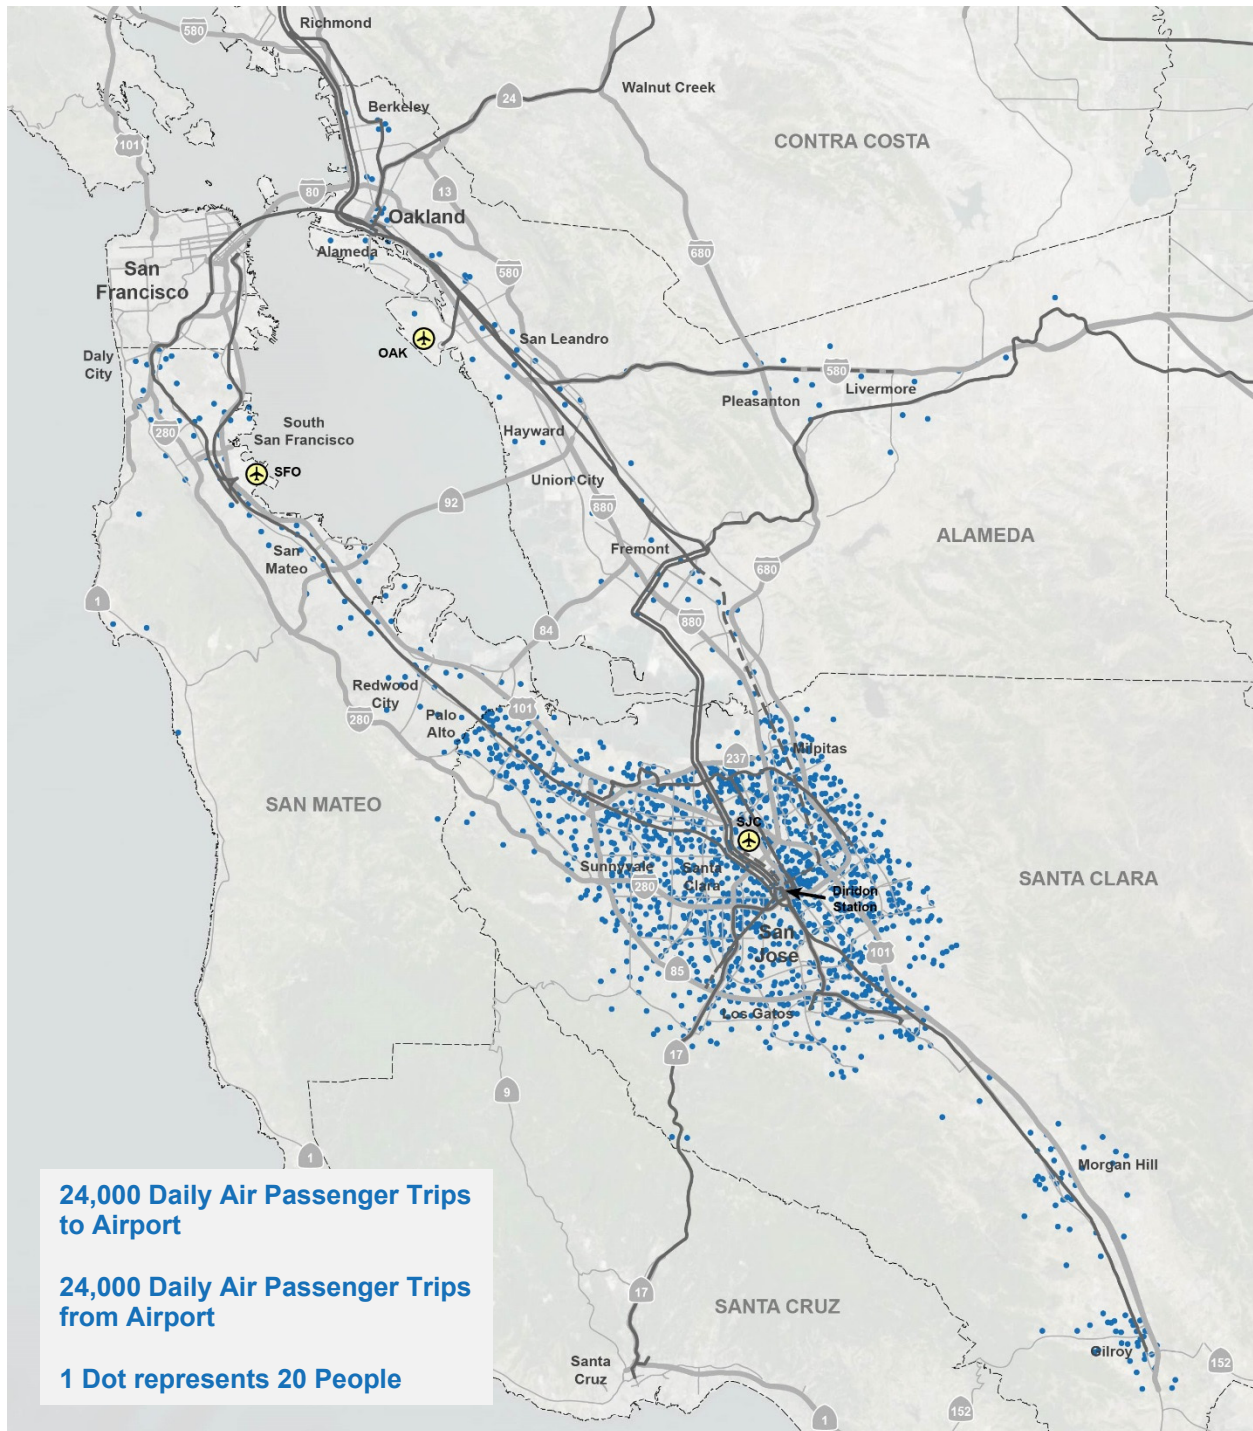 580
Richmond
Walnut Creek
24
Berkeley
CONTRA COSTA
101
80
13
Oakland
Alameda
680
580
San
Francisco
San Leandro
OAK
Daly
City
580
Livermore
Pleasanton
South
San Francisco
280
Hayward
SFO
Union City
92
880
ALAMEDA
Fremont
San
Mateo
680
1
880
84
Redwood
City
101
280
Palo
Alto
Milpitas
237
SAN MATEO
SJC
Sunnyvale
Santa
Clara
280
SANTA CLARA
Diridon
Station
San
Jose
101
85
Los Gatos
17
9
1
Morgan Hill
24,000 Daily Air Passenger Trips
to Airport
24,000 Daily Air Passenger Trips
from Airport
1 Dot represents 20 People
17
SANTA CRUZ
Gilroy
152
Santa
Cruz
152
1